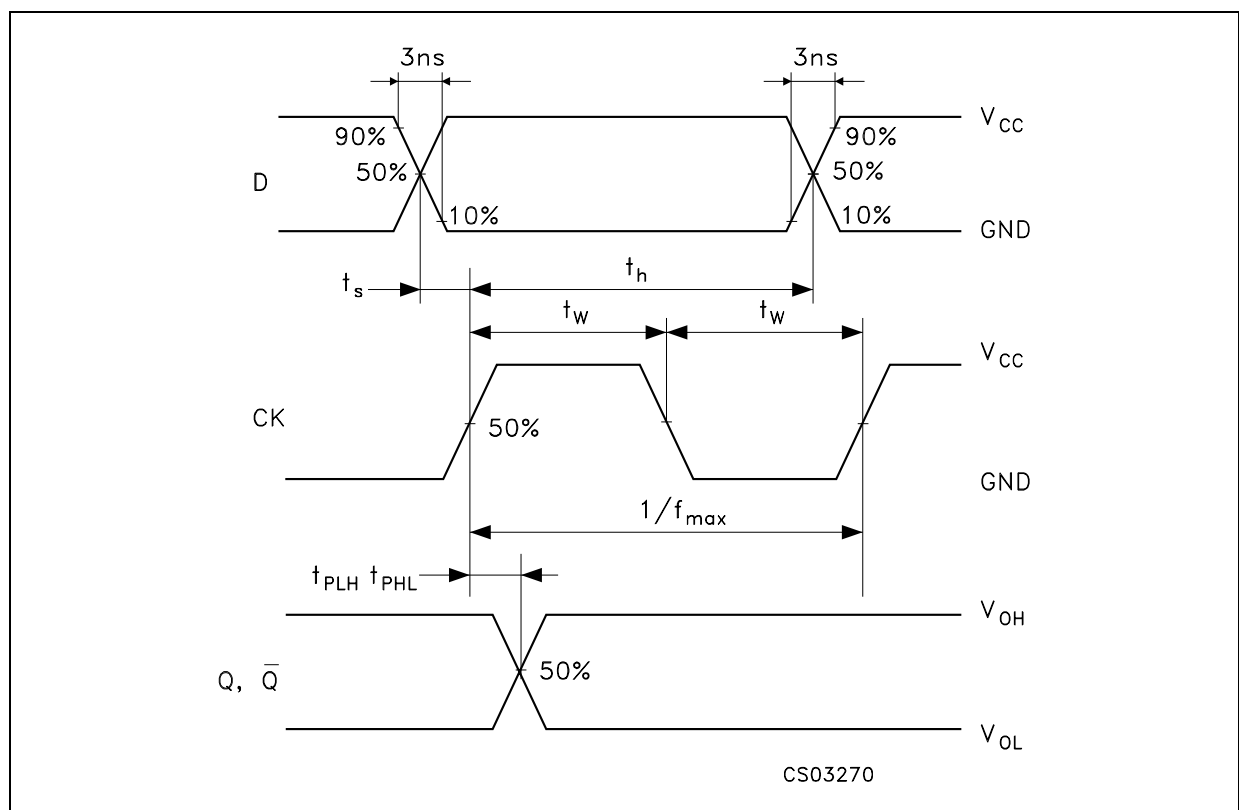 3ns 3ns
V_CC
90% 90%
50% 50%
D
10% 10%
GND
t_s t_h
t_W t_W
V_CC
CK
50%
GND
1/f_max
t_PLH t_PHL
V_OH
50%
Q, Q̅
V_OL
CS03270